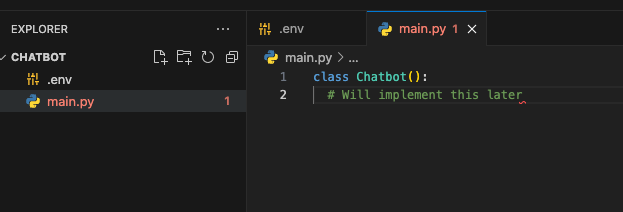 EXPLORER ...
.env
main.py 1
CHATBOT
main.py > ...
.env
1 class Chatbot():
main.py 1
2 # Will implement this later